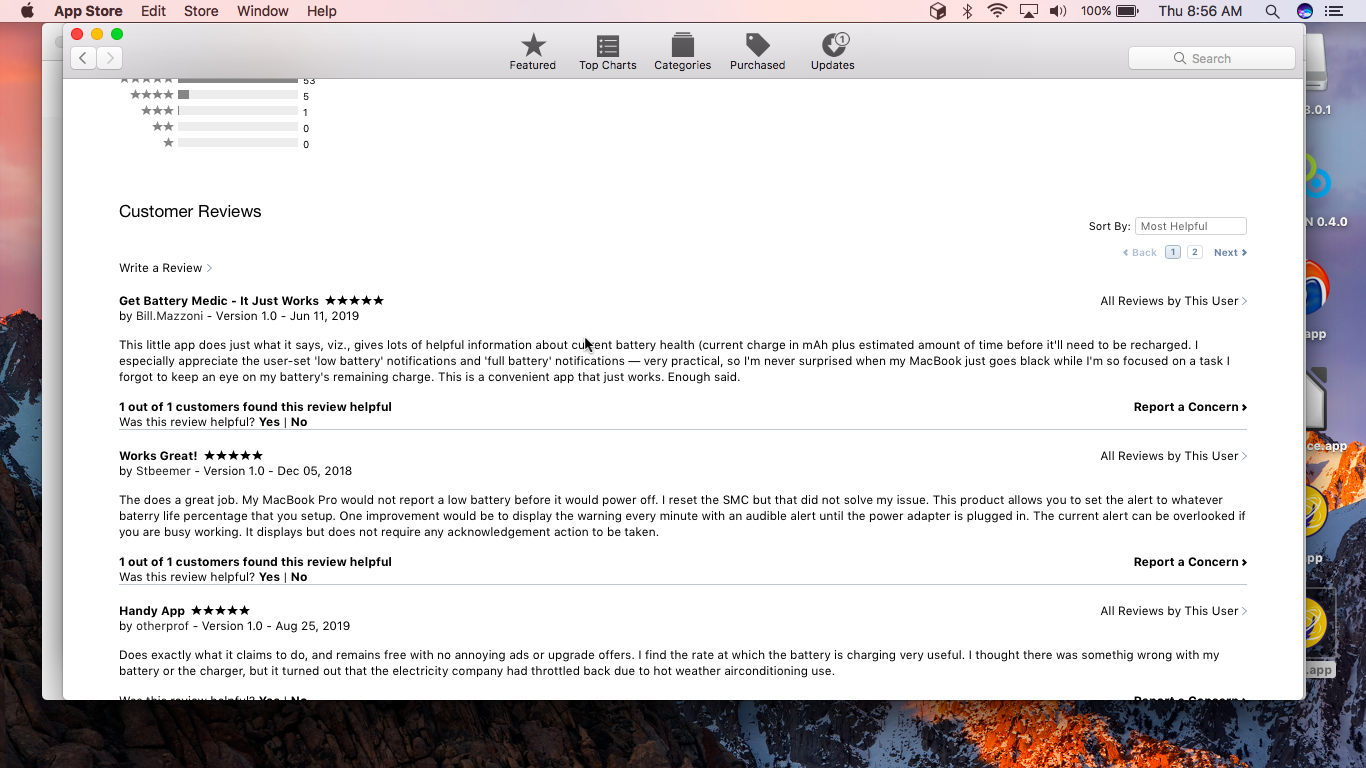 App Store Edit Store Window Help 100% Thu 8:56 AM
Featured Top Charts Categories Purchased Updates 1
Search
★★★★★ 53
★★★★ 5
★★★ 1
★★ 0
★ 0
8.0.1
Customer Reviews
Sort By: Most Helpful
N 0.4.0
Back 1 2 Next
Write a Review
Get Battery Medic - It Just Works ★★★★★ All Reviews by This User
by Bill.Mazzoni - Version 1.0 - Jun 11, 2019
app
This little app does just what it says, viz., gives lots of helpful information about current battery health (current charge in mAh plus estimated amount of time before it'll need to be recharged. I
especially appreciate the user-set 'low battery' notifications and 'full battery' notifications — very practical, so I'm never surprised when my MacBook just goes black while I'm so focused on a task I
forgot to keep an eye on my battery's remaining charge. This is a convenient app that just works. Enough said.
1 out of 1 customers found this review helpful Report a Concern
Was this review helpful? Yes | No
ce.app
Works Great! ★★★★★ All Reviews by This User
by Stbeemer - Version 1.0 - Dec 05, 2018
The does a great job. My MacBook Pro would not report a low battery before it would power off. I reset the SMC but that did not solve my issue. This product allows you to set the alert to whatever
baterry life percentage that you setup. One improvement would be to display the warning every minute with an audible alert until the power adapter is plugged in. The current alert can be overlooked if
you are busy working. It displays but does not require any acknowledgement action to be taken.
pp
1 out of 1 customers found this review helpful Report a Concern
Was this review helpful? Yes | No
Handy App ★★★★★ All Reviews by This User
by otherprof - Version 1.0 - Aug 25, 2019
Does exactly what it claims to do, and remains free with no annoying ads or upgrade offers. I find the rate at which the battery is charging very useful. I thought there was somethig wrong with my
battery or the charger, but it turned out that the electricity company had throttled back due to hot weather airconditioning use.
.app
Was this review helpful? Yes | No Report a Concern